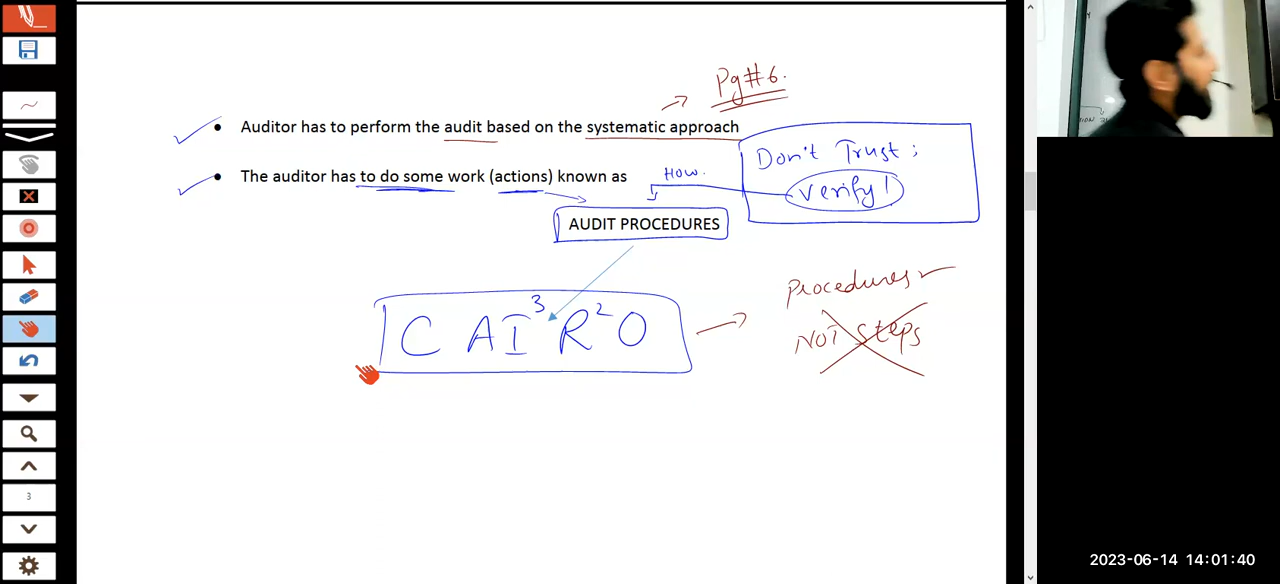 Pg#6.
• Auditor has to perform the audit based on the systematic approach
Don't Trust;
Verify!
• The auditor has to do some work (actions) known as
How.
AUDIT PROCEDURES
Procedures
NOT Steps
C AI³R²O
3
2023-06-14 14:01:40